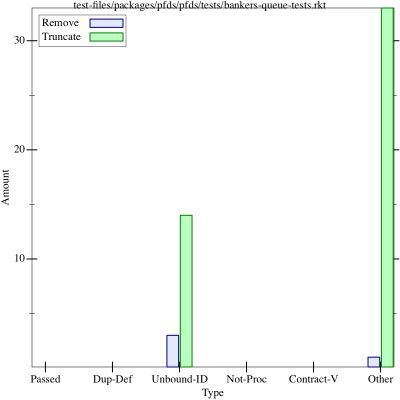 test-files/packages/pfds/pfds/tests/bankers-queue-tests.rkt
Remove
Truncate
30
20
10
Amount
Passed Dup-Def Unbound-ID Not-Proc Contract-V Other
Type